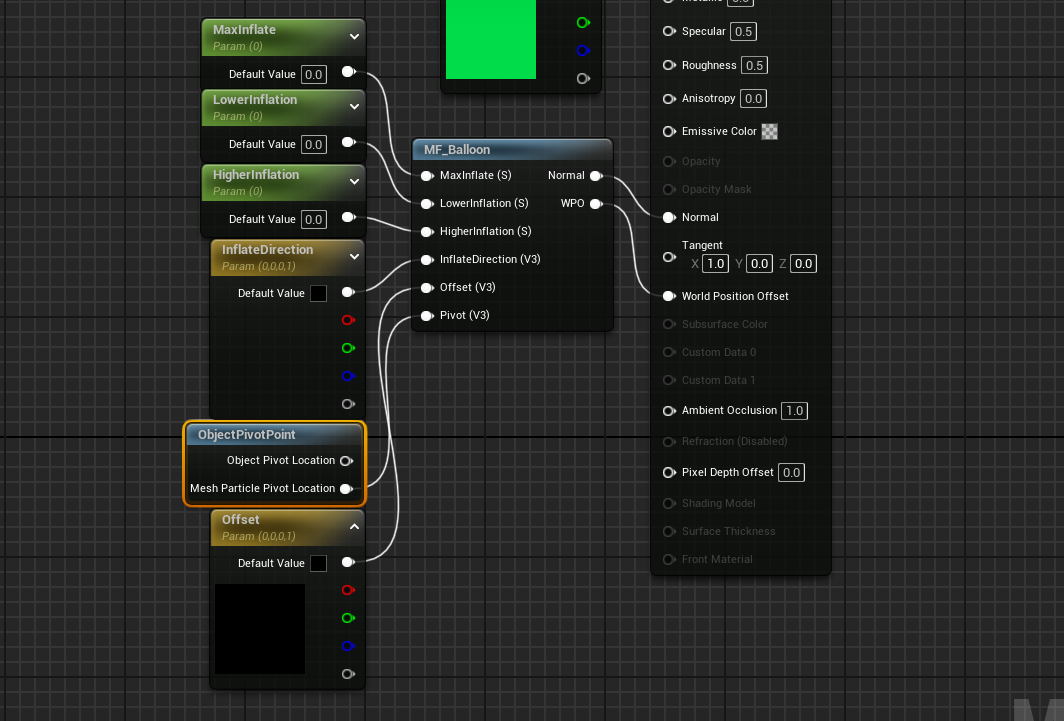 MaxInflate
Param (0)
Default Value 0.0
LowerInflation
Param (0)
Default Value 0.0
HigherInflation
Param (0)
Default Value 0.0
InflateDirection
Param (0,0,0,1)
Default Value
ObjectPivotPoint
Object Pivot Location
Mesh Particle Pivot Location
Offset
Param (0,0,0,1)
Default Value
MF_Balloon
MaxInflate (S) Normal
LowerInflation (S) WPO
HigherInflation (S)
InflateDirection (V3)
Offset (V3)
Pivot (V3)
Specular 0.5
Roughness 0.5
Anisotropy 0.0
Emissive Color
Opacity
Opacity Mask
Normal
Tangent
X 1.0 Y 0.0 Z 0.0
World Position Offset
Subsurface Color
Custom Data 0
Custom Data 1
Ambient Occlusion 1.0
Refraction (Disabled)
Pixel Depth Offset 0.0
Shading Model
Surface Thickness
Front Material